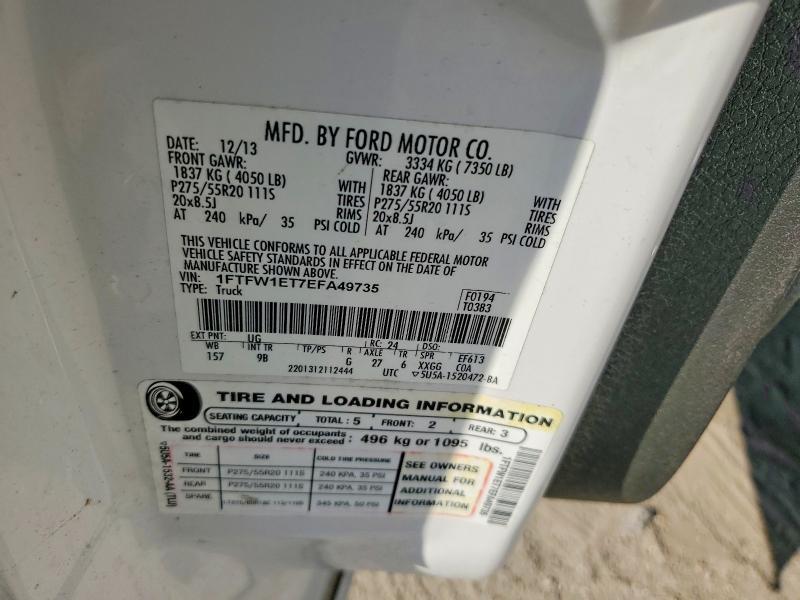 MFD. BY FORD MOTOR CO.
DATE: 12/13 GVWR: 3334 KG ( 7350 LB)
FRONT GAWR: REAR GAWR:
1837 KG ( 4050 LB) 1837 KG ( 4050 LB)
P275/55R20 111S WITH TIRES P275/55R20 111S WITH TIRES
20x8.5J RIMS 20x8.5J RIMS
AT 240 kPa/ 35 PSI COLD AT 240 kPa/ 35 PSI COLD
THIS VEHICLE CONFORMS TO ALL APPLICABLE FEDERAL MOTOR
VEHICLE SAFETY STANDARDS IN EFFECT ON THE DATE OF
MANUFACTURE SHOWN ABOVE.
VIN: 1FTFW1ET7EFA49735
TYPE: Truck
F0194
T0383
EXT PNT: UG RC: 24 DSO:
WB INT TR TP/PS R AXLE TR SPR EF613
157 9B G 27 6 XXGG COA
2201312112444 UTC 5U5A-1520472-BA
TIRE AND LOADING INFORMATION
SEATING CAPACITY TOTAL : 5 FRONT: 2 REAR: 3
The combined weight of occupants
and cargo should never exceed : 496 kg or 1095 lbs.
TIRE SIZE COLD TIRE PRESSURE
FRONT P275/55R20 111S 240 KPA, 35 PSI
REAR P275/55R20 111S 240 KPA, 35 PSI
SPARE 345 KPA, 50 PSI
SEE OWNERS
MANUAL FOR
ADDITIONAL
INFORMATION